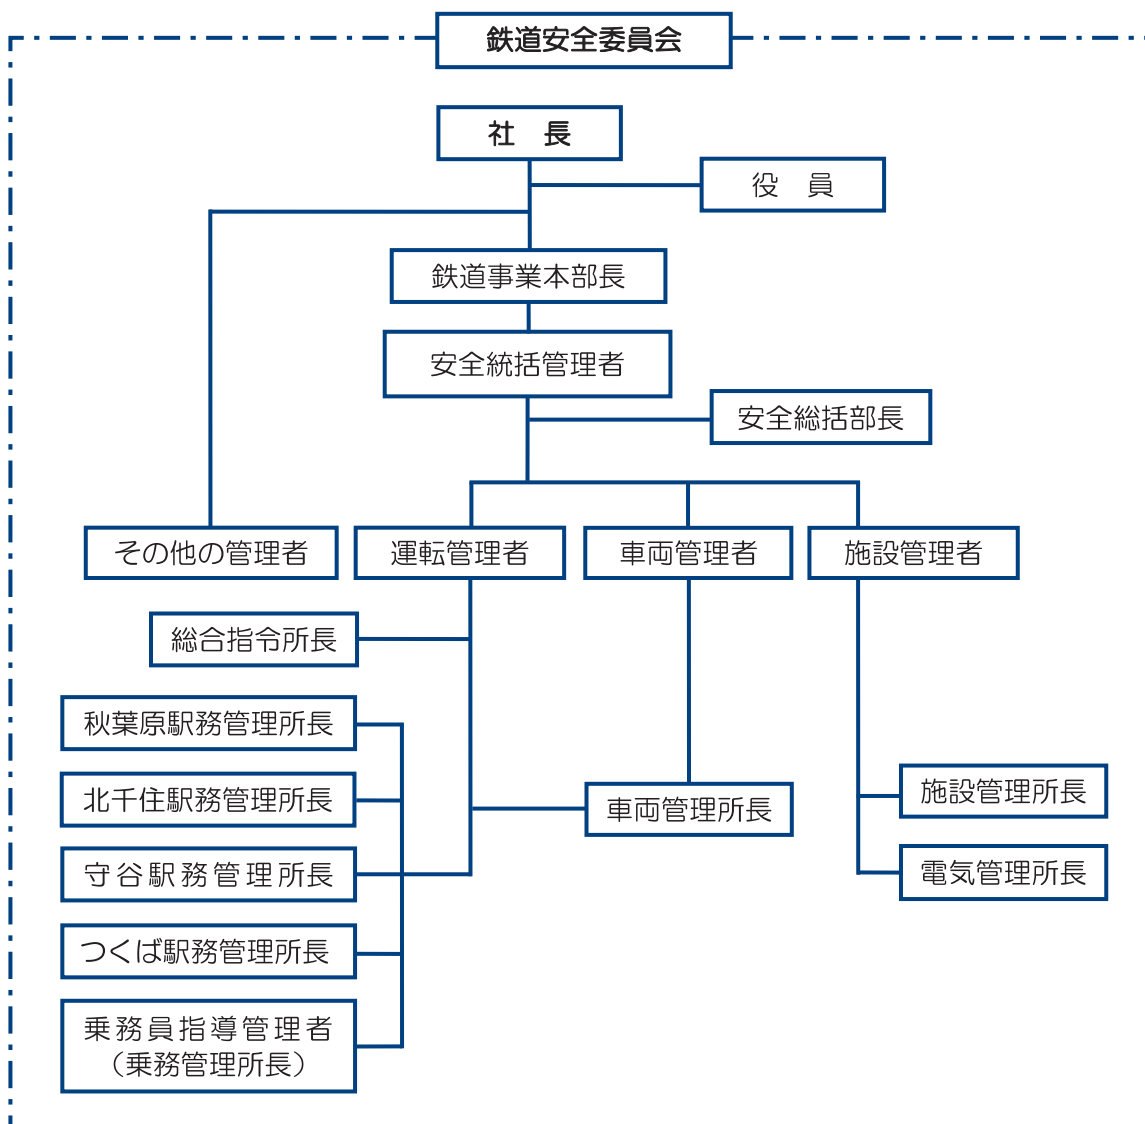 鉄道安全委員会
社　長
役　員
鉄道事業本部長
安全統括管理者
安全総括部長
その他の管理者
運転管理者
車両管理者
施設管理者
総合指令所長
秋葉原駅務管理所長
北千住駅務管理所長
守谷駅務管理所長
つくば駅務管理所長
乗務員指導管理者
（乗務管理所長）
車両管理所長
施設管理所長
電気管理所長